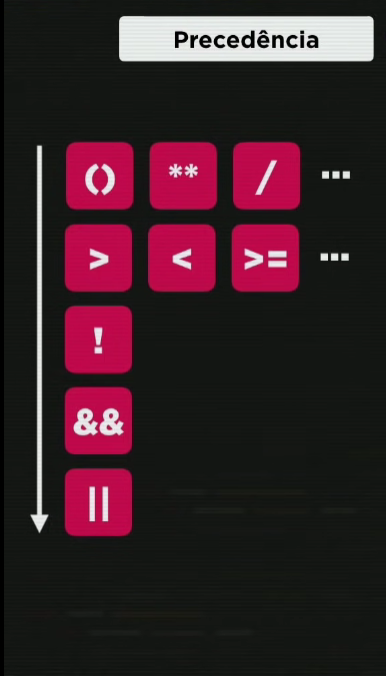 Precedência
() ** / ...
> < >= ...
!
&&
||